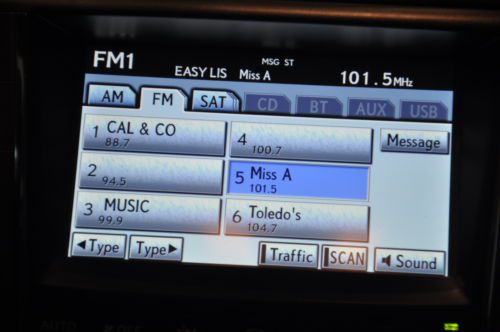 FM1
MSG ST
EASY LIS Miss A 101.5MHz
AM FM SAT CD BT AUX USB
1 CAL & CO 88.7
4 100.7
Message
2 94.5
5 Miss A 101.5
3 MUSIC 99.9
6 Toledo's 104.7
◄Type Type► Traffic SCAN Sound
AUTO